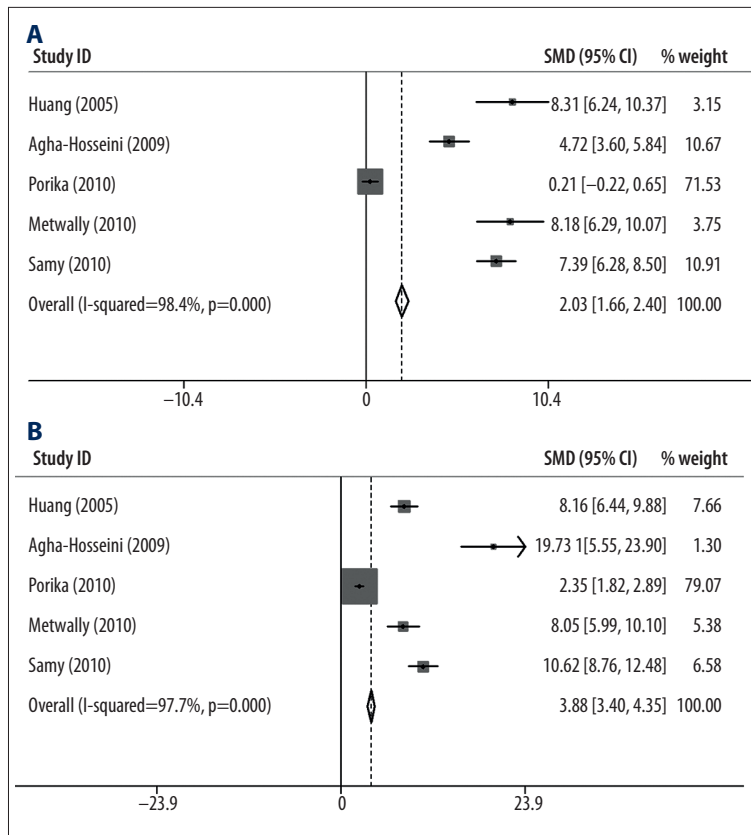 A
Study ID SMD (95% CI) % weight
Huang (2005) 8.31 [6.24, 10.37] 3.15
Agha-Hosseini (2009) 4.72 [3.60, 5.84] 10.67
Porika (2010) 0.21 [−0.22, 0.65] 71.53
Metwally (2010) 8.18 [6.29, 10.07] 3.75
Samy (2010) 7.39 [6.28, 8.50] 10.91
Overall (I-squared=98.4%, p=0.000) 2.03 [1.66, 2.40] 100.00
−10.4 0 10.4
B
Study ID SMD (95% CI) % weight
Huang (2005) 8.16 [6.44, 9.88] 7.66
Agha-Hosseini (2009) 19.73 1[5.55, 23.90] 1.30
Porika (2010) 2.35 [1.82, 2.89] 79.07
Metwally (2010) 8.05 [5.99, 10.10] 5.38
Samy (2010) 10.62 [8.76, 12.48] 6.58
Overall (I-squared=97.7%, p=0.000) 3.88 [3.40, 4.35] 100.00
−23.9 0 23.9